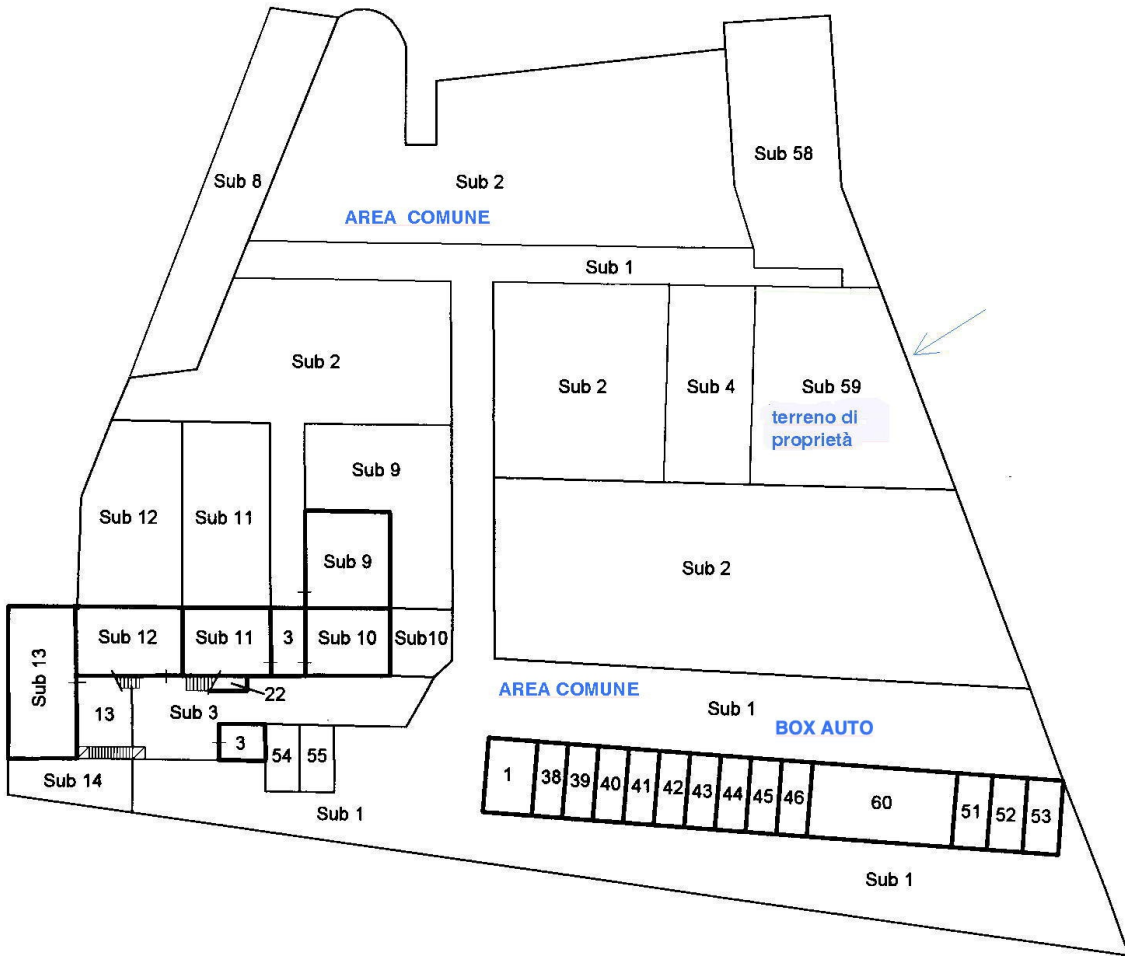 Sub 58
Sub 8
Sub 2
AREA  COMUNE
Sub 1
Sub 2
Sub 2
Sub 4
Sub 59
terreno di
proprietà
Sub 9
Sub 12
Sub 11
Sub 9
Sub 2
Sub 13
Sub 12
Sub 11
3
Sub 10
Sub10
22
13
Sub 3
AREA COMUNE
Sub 1
BOX AUTO
3
54
55
Sub 14
Sub 1
1
38
39
40
41
42
43
44
45
46
60
51
52
53
Sub 1